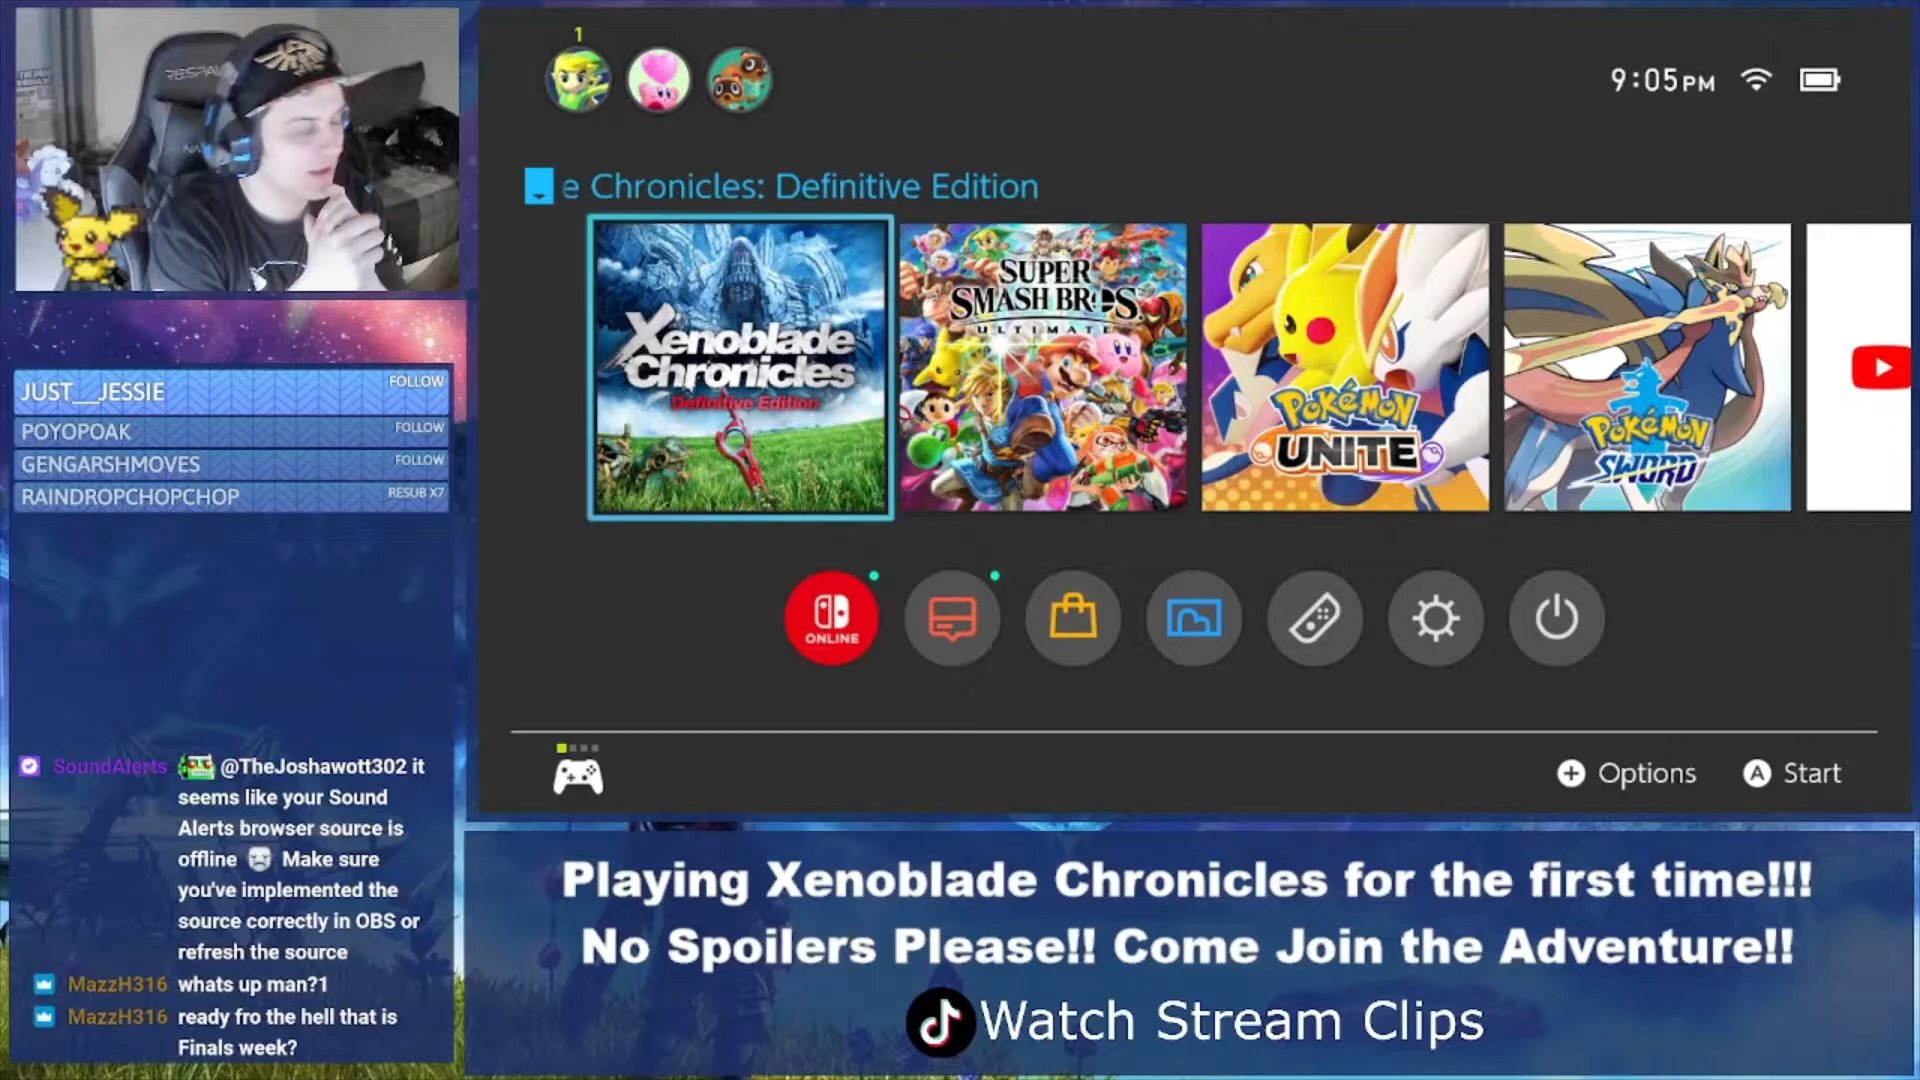 RESPAW
1
9:05PM
e Chronicles: Definitive Edition
Xenoblade
Chronicles
Definitive Edition
SUPER
SMASH BROS.
ULTIMATE
POKéMON
UNITE
POKéMON
SWORD
ONLINE
Options
A Start
JUST__JESSIE FOLLOW
POYOPOAK FOLLOW
GENGARSHMOVES FOLLOW
RAINDROPCHOPCHOP RESUB X7
SoundAlerts @TheJoshawott302 it
seems like your Sound
Alerts browser source is
offline Make sure
you've implemented the
source correctly in OBS or
refresh the source
MazzH316 whats up man?1
MazzH316 ready fro the hell that is
Finals week?
Playing Xenoblade Chronicles for the first time!!!
No Spoilers Please!! Come Join the Adventure!!
Watch Stream Clips